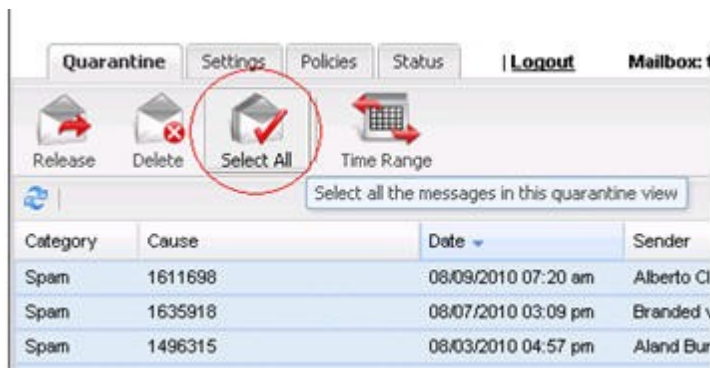 Quarantine Settings Policies Status | Logout Mailbox:
Release Delete Select All Time Range
Select all the messages in this quarantine view
Category Cause Date Sender
Spam 1611698 08/09/2010 07:20 am Alberto
Spam 1635918 08/07/2010 03:09 pm Branded
Spam 1496315 08/03/2010 04:57 pm Aland